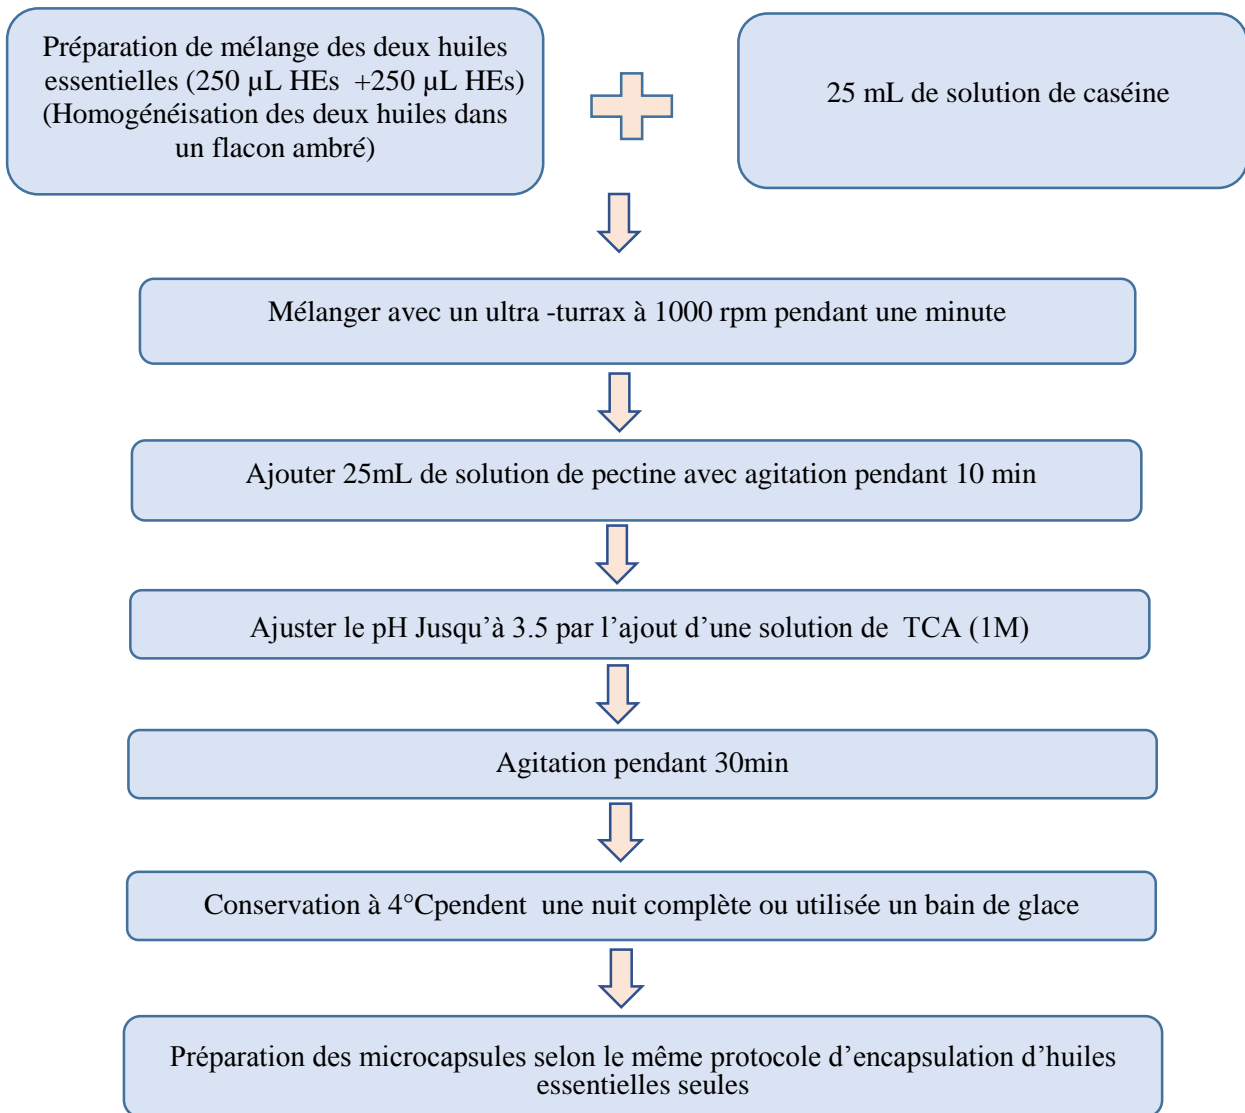 Préparation de mélange des deux huiles
essentielles (250 µL HEs +250 µL HEs)
(Homogénéisation des deux huiles dans
un flacon ambré)
25 mL de solution de caséine
Mélanger avec un ultra -turrax à 1000 rpm pendant une minute
Ajouter 25mL de solution de pectine avec agitation pendant 10 min
Ajuster le pH Jusqu’à 3.5 par l’ajout d’une solution de TCA (1M)
Agitation pendant 30min
Conservation à 4°Cpendent une nuit complète ou utilisée un bain de glace
Préparation des microcapsules selon le même protocole d’encapsulation d’huiles
essentielles seules